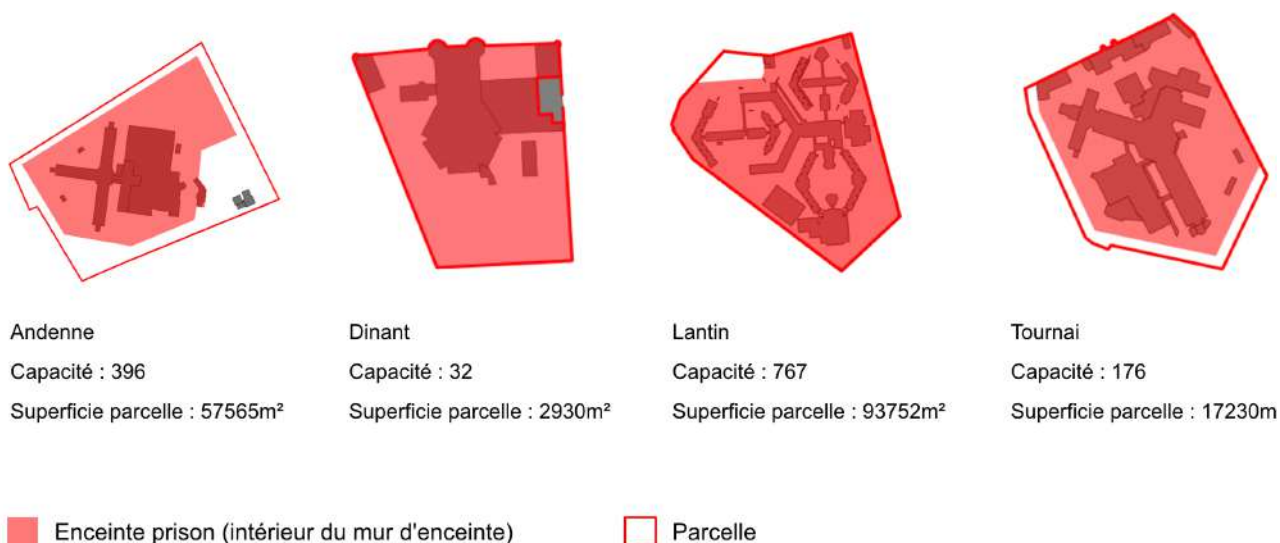 Andenne
Capacité : 396
Superficie parcelle : 57565m²
Dinant
Capacité : 32
Superficie parcelle : 2930m²
Lantin
Capacité : 767
Superficie parcelle : 93752m²
Tournai
Capacité : 176
Superficie parcelle : 17230m
Enceinte prison (intérieur du mur d'enceinte)
Parcelle